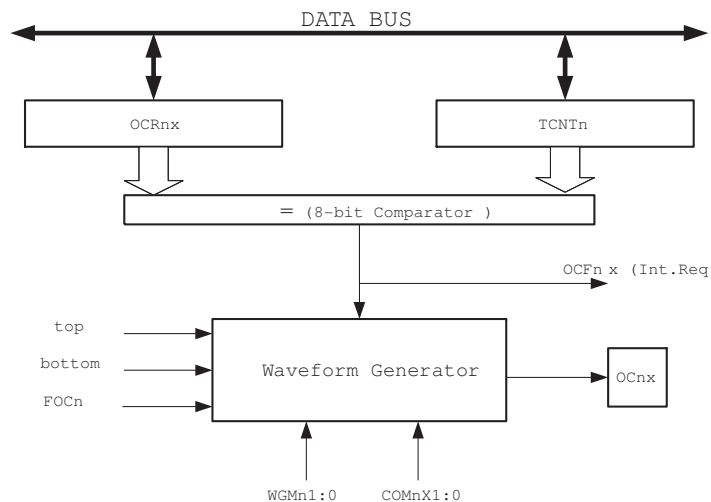 DATA BUS
OCRnx
TCNTn
= (8-bit Comparator )
OCFn x (Int.Req
top
bottom
FOCn
Waveform Generator
OCnx
WGMn1:0
COMnX1:0